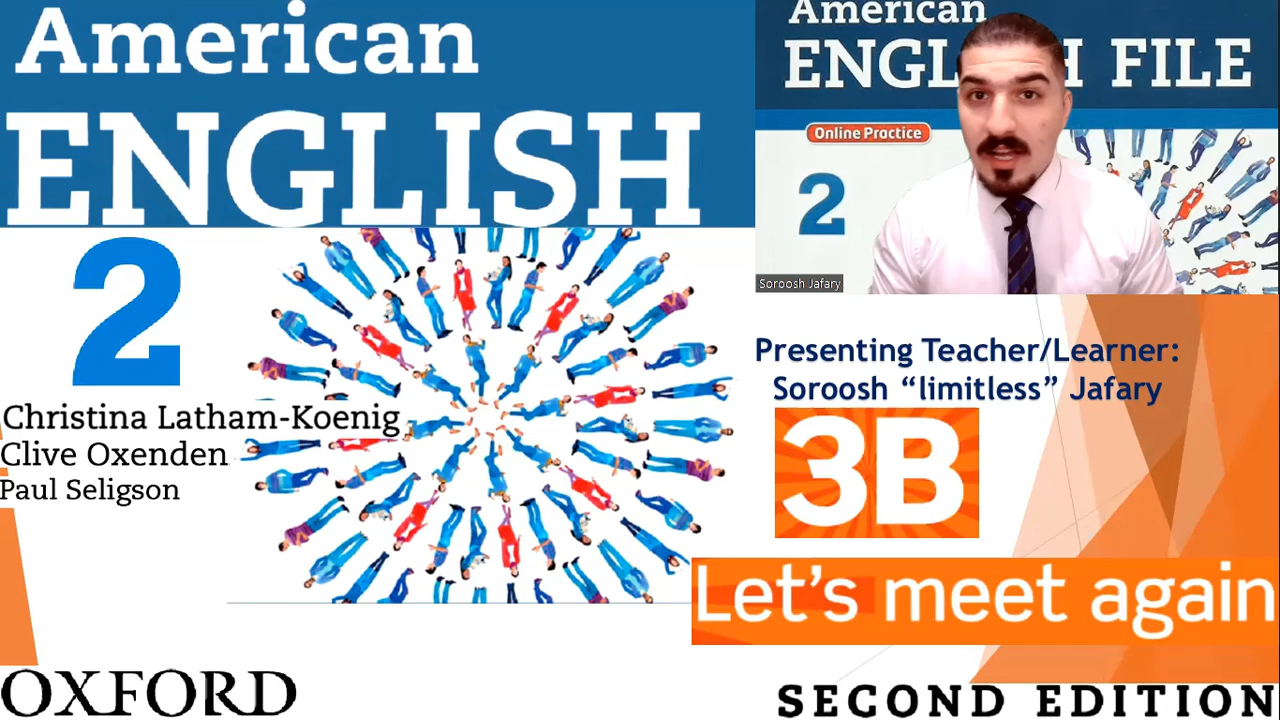 American
ENGLISH
2
Christina Latham-Koenig
Clive Oxenden
Paul Seligson
OXFORD
American
ENGL H FILE
Online Practice
2
Soroosh Jafary
Presenting Teacher/Learner:
Soroosh “limitless” Jafary
3B
Let's meet again
SECOND EDITION